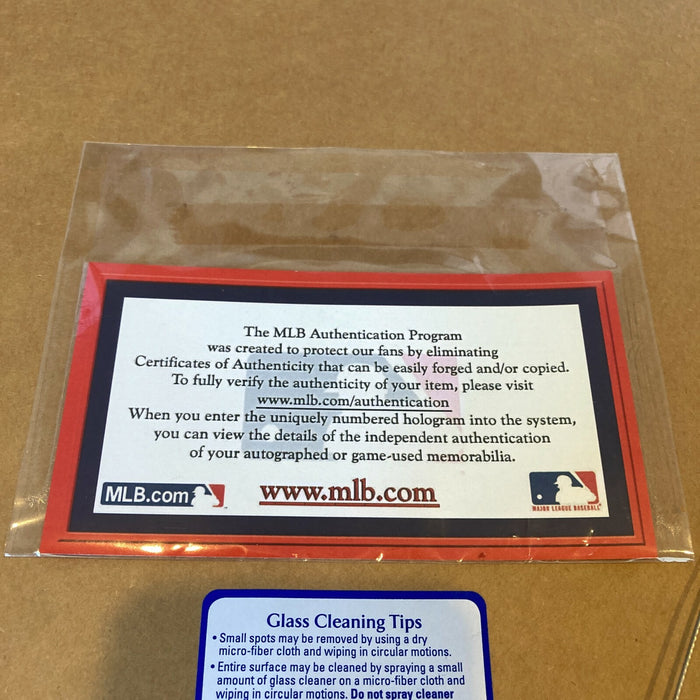 The MLB Authentication Program
was created to protect our fans by eliminating
Certificates of Authenticity that can be easily forged and/or copied.
To fully verify the authenticity of your item, please visit
www.mlb.com/authentication
When you enter the uniquely numbered hologram into the system,
you can view the details of the independent authentication
of your autographed or game-used memorabilia.
MLB.com www.mlb.com
MAJOR LEAGUE BASEBALL
Glass Cleaning Tips
• Small spots may be removed by using a dry
micro-fiber cloth and wiping in circular motions.
• Entire surface may be cleaned by spraying a small
amount of glass cleaner on a micro-fiber cloth and
wiping in circular motions. Do not spray cleaner